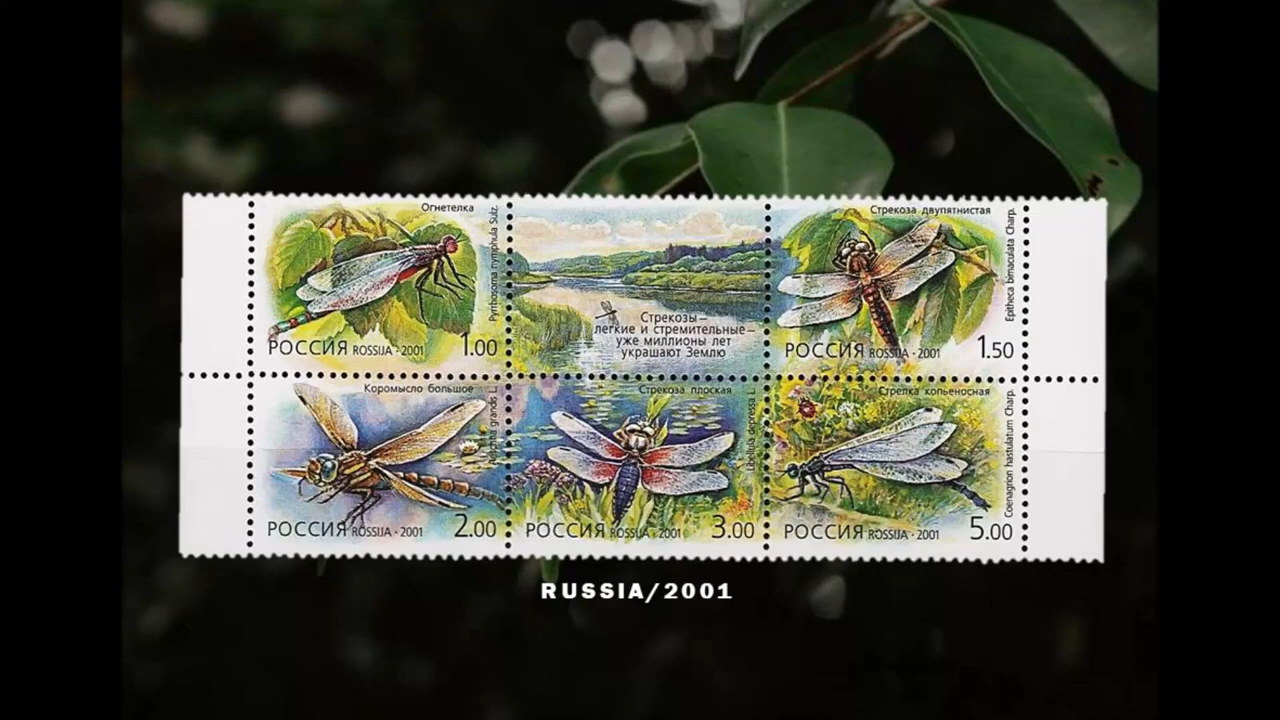 Огнетелка
Pyrrhosoma nymphula Sulz.
РОССИЯ ROSSIJA · 2001 1.00
Стрекозы –
легкие и стремительные –
уже миллионы лет
украшают Землю
Стрекоза двупятнистая
Epitheca bimaculata Charp.
РОССИЯ ROSSIJA · 2001 1.50
Коромысло большое
grandis L.
РОССИЯ ROSSIJA · 2001 2.00
Стрекоза плоская
Libellula depressa L.
РОССИЯ ROSSIJA · 2001 3.00
Стрелка копьеносная
Coenagrion hastulatum Charp.
РОССИЯ ROSSIJA · 2001 5.00
RUSSIA/2001